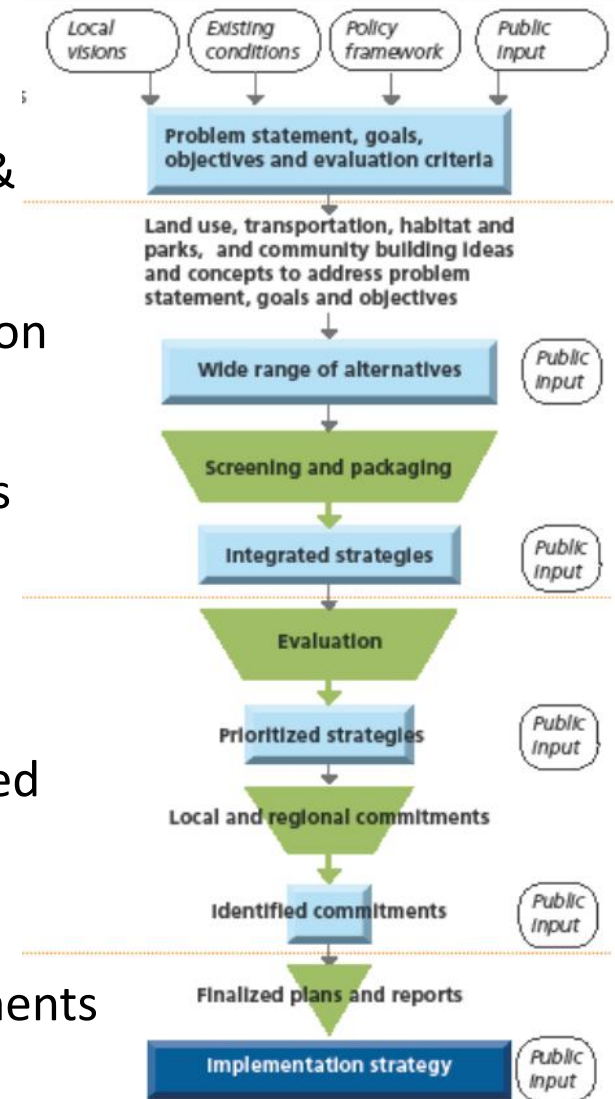 Local
visions
Existing
conditions
Policy
framework
Public
input
s
&
Problem statement, goals,
objectives and evaluation criteria
Land use, transportation, habitat and
parks, and community building ideas
and concepts to address problem
statement, goals and objectives
on
Wide range of alternatives
Public
input
Screening and packaging
s
Integrated strategies
Public
input
Evaluation
Prioritized strategies
Public
input
ed
Local and regional commitments
Identified commitments
Public
input
nents
Finalized plans and reports
Implementation strategy
Public
input